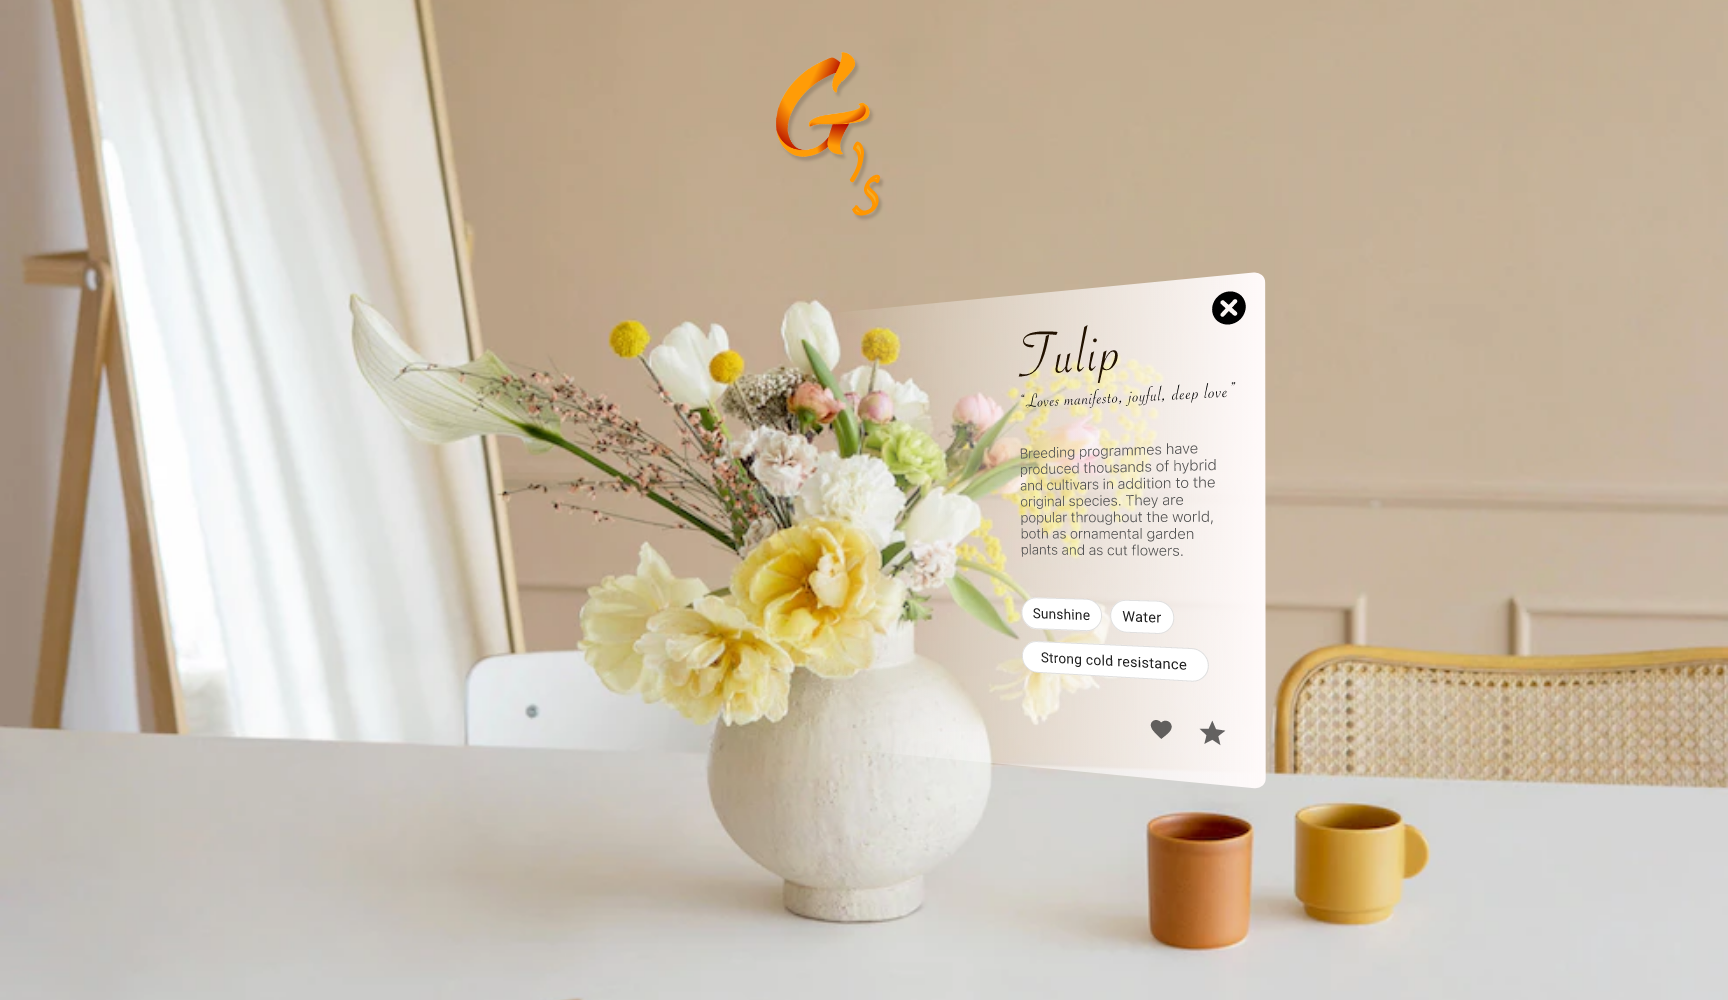 G's
Tulip
“Loves manifesto, joyful, deep love”
Breeding programmes have
produced thousands of hybrid
and cultivars in addition to the
original species. They are
popular throughout the world,
both as ornamental garden
plants and as cut flowers.
Sunshine
Water
Strong cold resistance